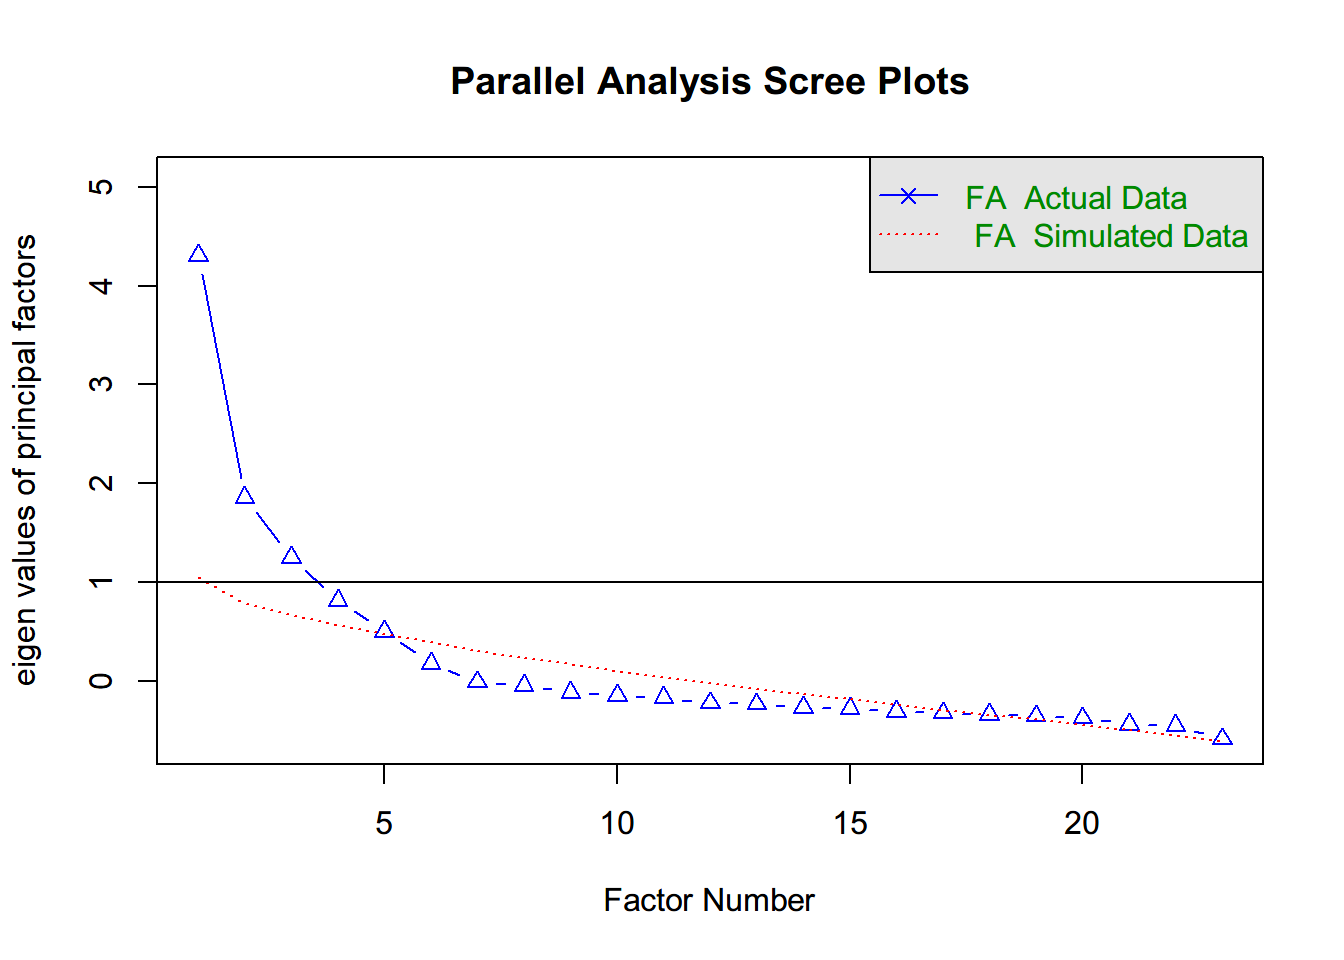 Parallel Analysis Scree Plots
FA  Actual Data
FA  Simulated Data
eigen values of principal factors
5
4
3
2
1
0
5 10 15 20
Factor Number